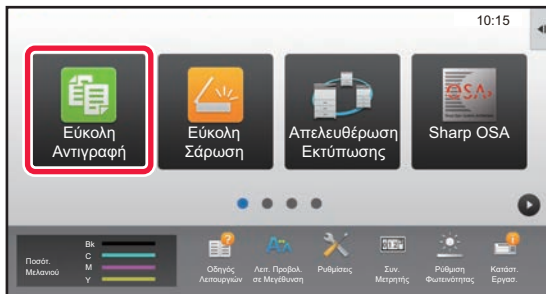 10:15
Εύκολη
Αντιγραφή
Εύκολη
Σάρωση
Απελευθέρωση
Εκτύπωσης
Sharp OSA
OSA
Ποσότ.
Μελανιού
Bk
C
M
Y
Οδηγός
Λειτουργιών
Λειτ. Προβολ.
σε Μεγέθυνση
Ρυθμίσεις
Συν.
Μετρητής
Ρύθμιση
Φωτεινότητας
Κατάστ.
Εργασ.